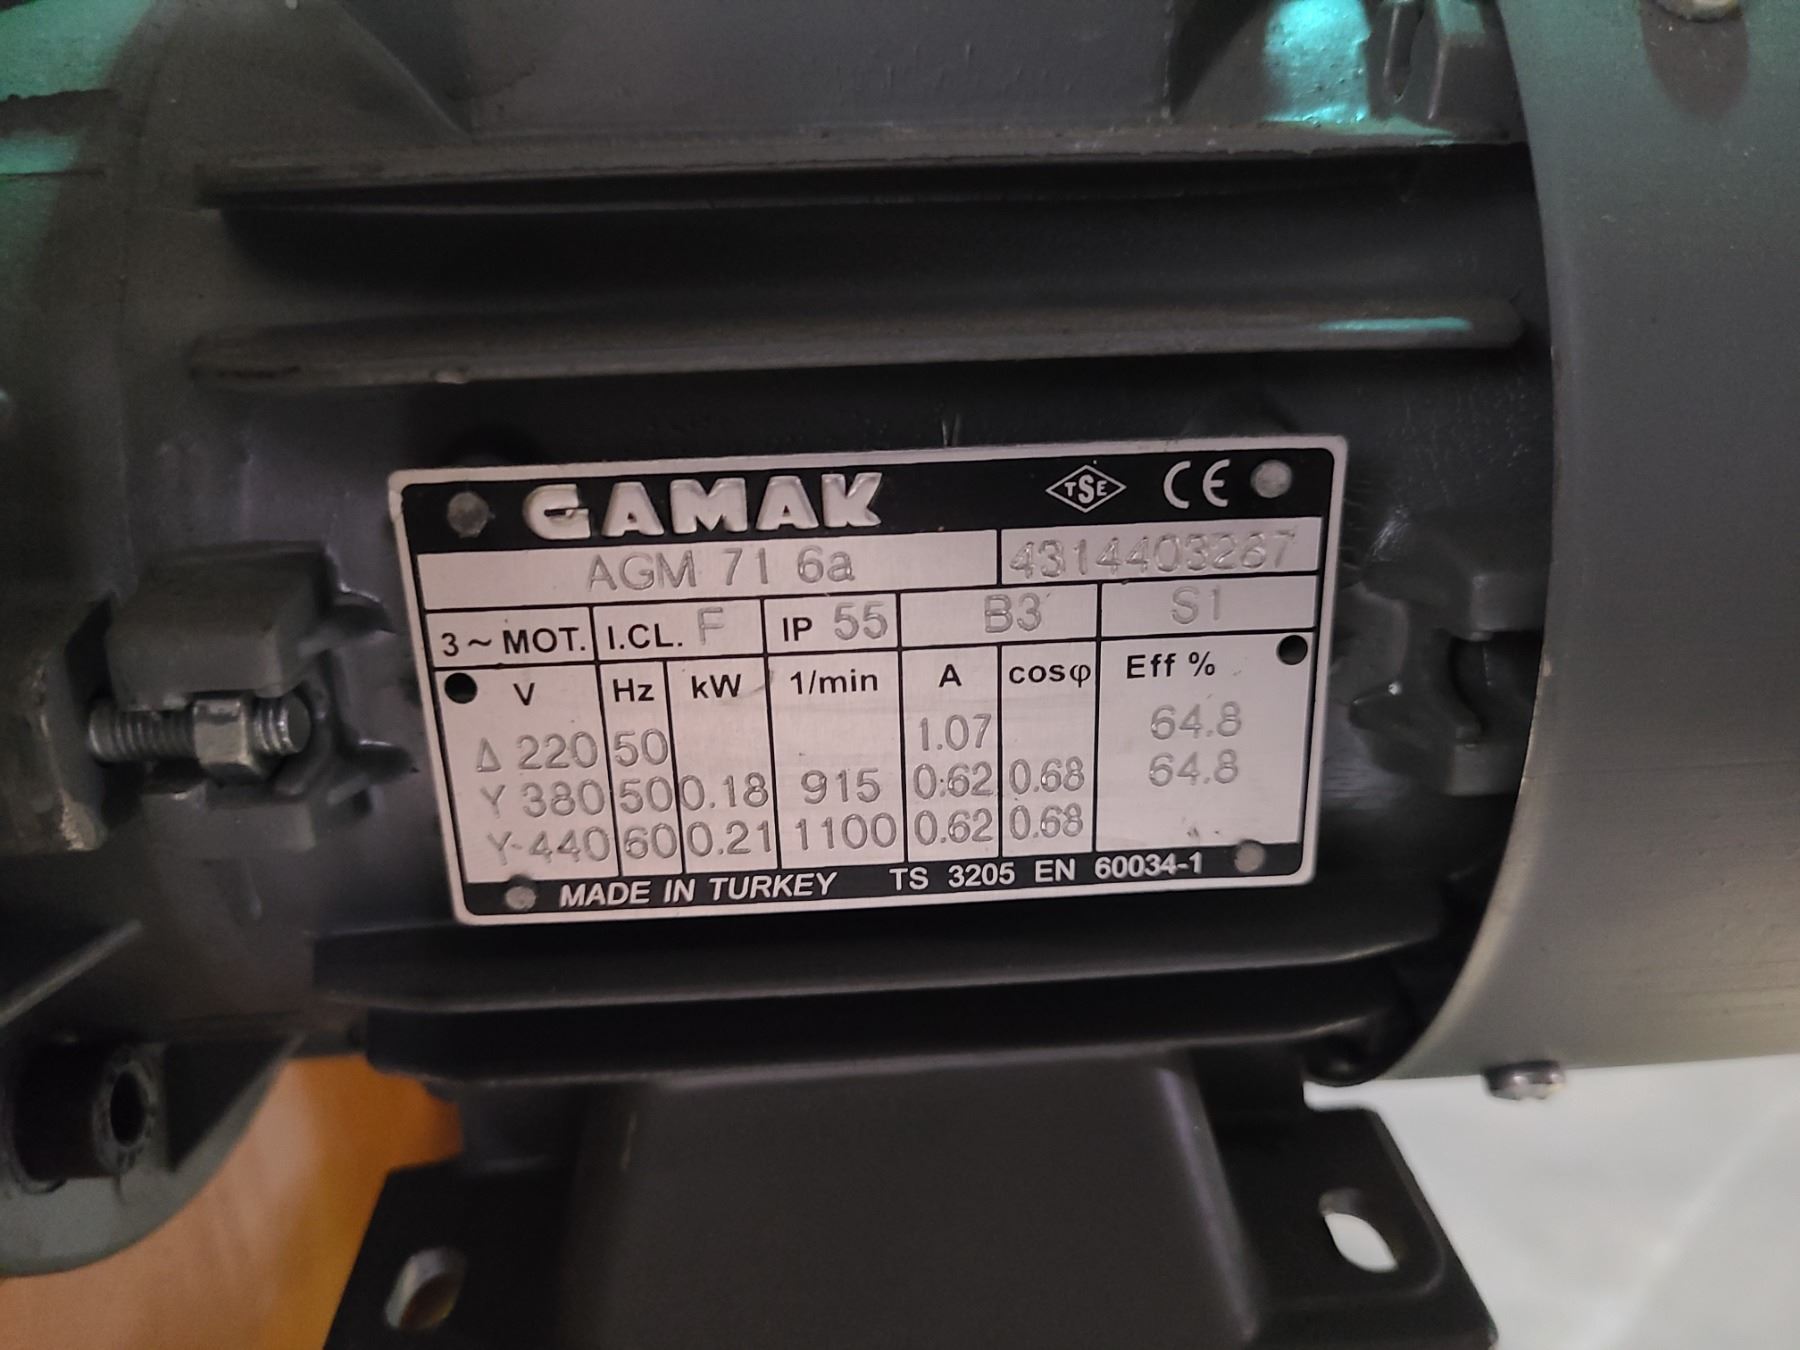 GAMAK TSE CE
AGM 71 6a 4314403287
3~MOT. I.CL. F IP 55 B3 S1
V Hz kW 1/min A cosφ Eff %
Δ 220 50 1.07 64.8
Y 380 50 0.18 915 0.62 0.68 64.8
Y-440 60 0.21 1100 0.62 0.68
MADE IN TURKEY TS 3205 EN 60034-1